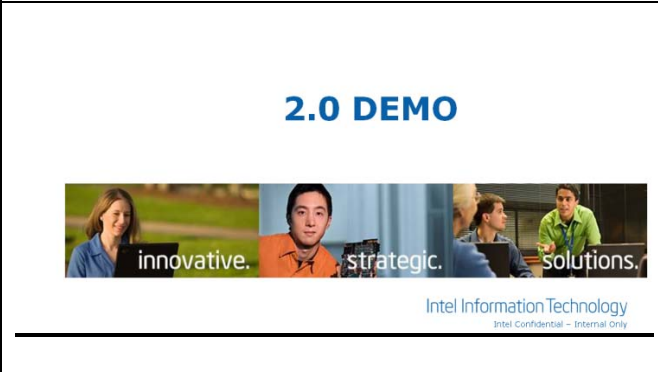 2.0 DEMO
innovative. strategic. solutions.
Intel Information Technology
Intel Confidential – Internal Only